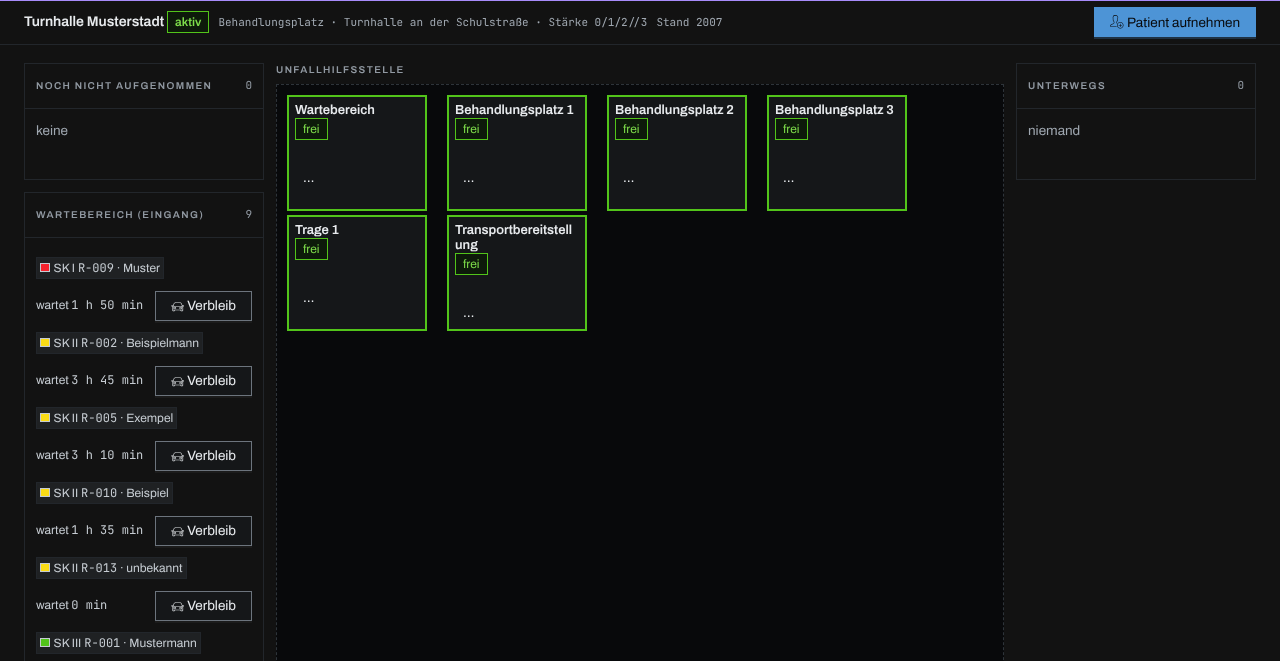 Turnhalle Musterstadt aktiv Behandlungsplatz · Turnhalle an der Schulstraße · Stärke 0/1/2//3 Stand 2007 Patient aufnehmen
NOCH NICHT AUFGENOMMEN 0
keine
WARTEBEREICH (EINGANG) 9
SK I R-009 · Muster
wartet 1 h 50 min Verbleib
SK II R-002 · Beispielmann
wartet 3 h 45 min Verbleib
SK II R-005 · Exempel
wartet 3 h 10 min Verbleib
SK II R-010 · Beispiel
wartet 1 h 35 min Verbleib
SK II R-013 · unbekannt
wartet 0 min Verbleib
SK III R-001 · Mustermann
UNFALLHILFSSTELLE
Wartebereich
frei
...
Behandlungsplatz 1
frei
...
Behandlungsplatz 2
frei
...
Behandlungsplatz 3
frei
...
Trage 1
frei
...
Transportbereitstell
ung
frei
...
UNTERWEGS 0
niemand